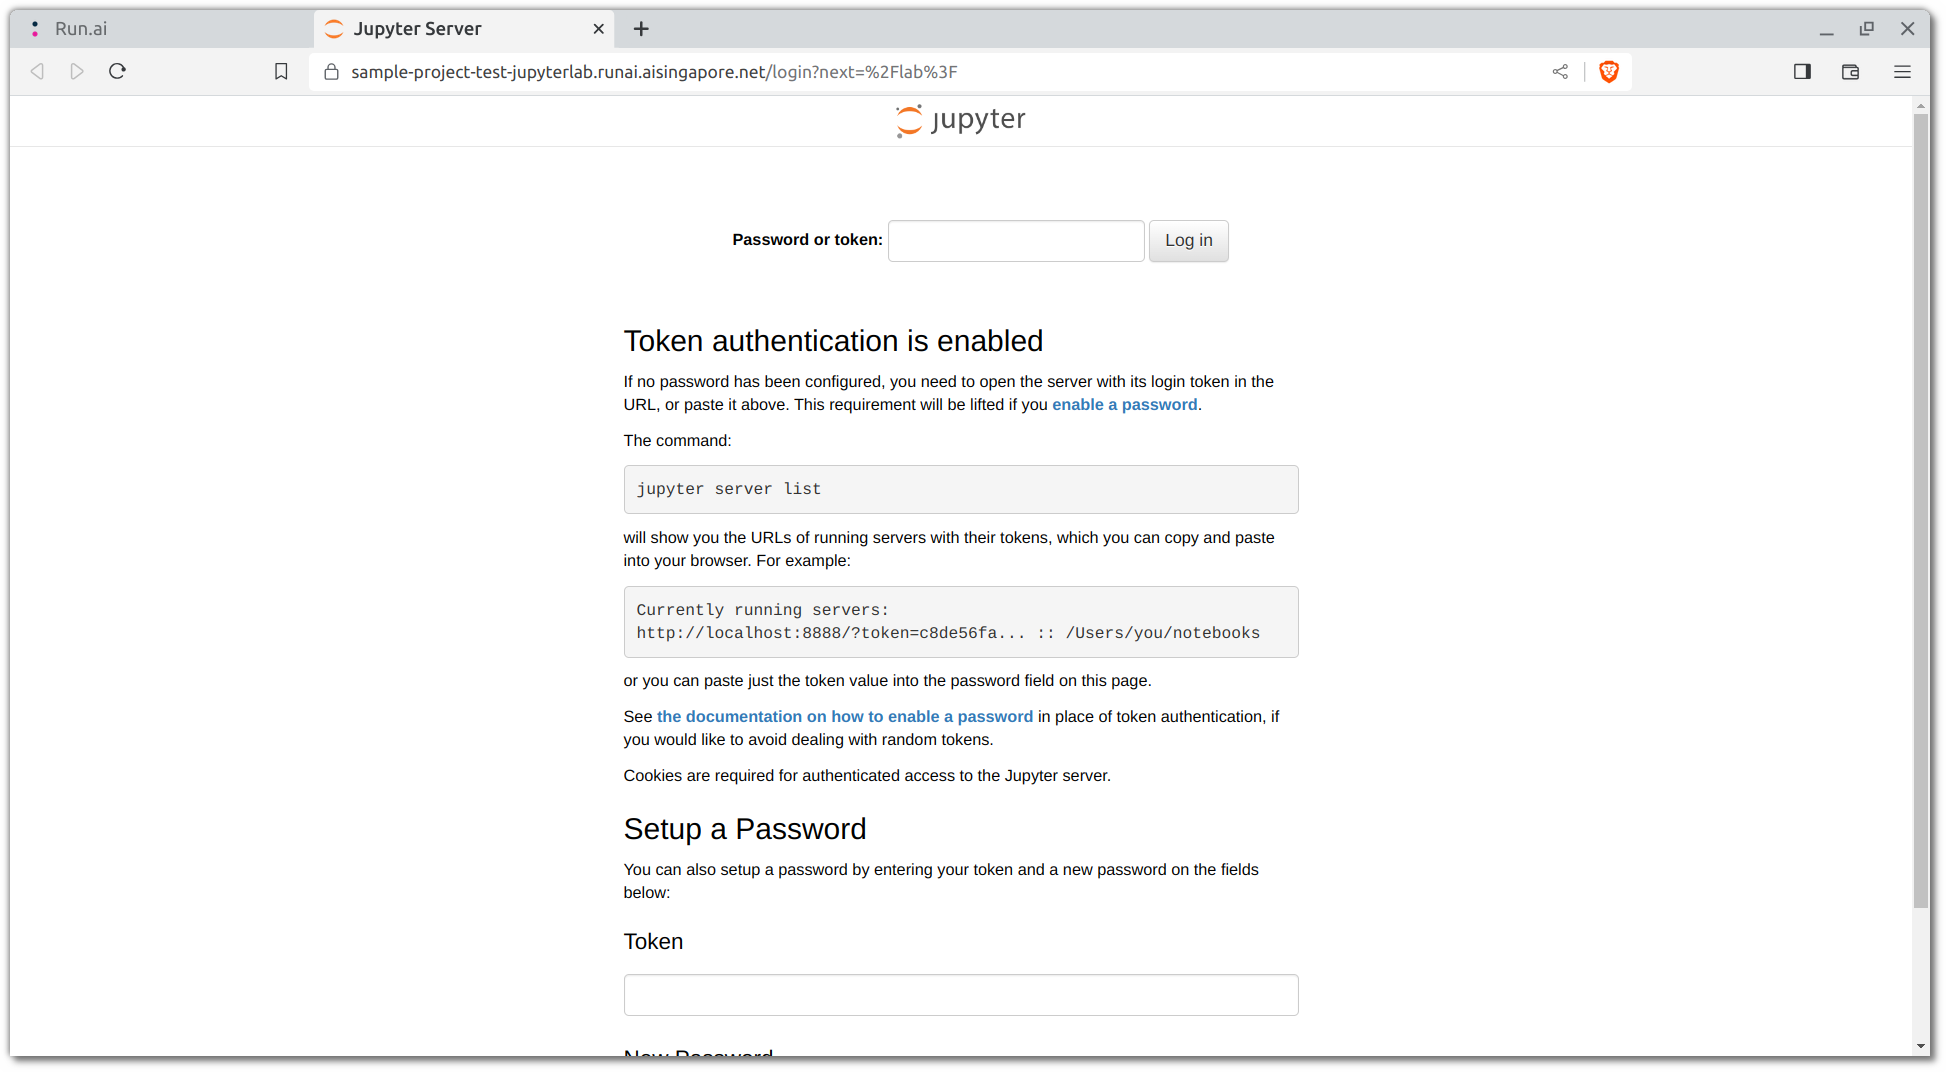 Run.ai
Jupyter Server
sample-project-test-jupyterlab.runai.aisingapore.net/login?next=%2Flab%3F
jupyter
Password or token:
Log in
Token authentication is enabled
If no password has been configured, you need to open the server with its login token in the
URL, or paste it above. This requirement will be lifted if you enable a password.
The command:
jupyter server list
will show you the URLs of running servers with their tokens, which you can copy and paste
into your browser. For example:
Currently running servers:
http://localhost:8888/?token=c8de56fa... :: /Users/you/notebooks
or you can paste just the token value into the password field on this page.
See the documentation on how to enable a password in place of token authentication, if
you would like to avoid dealing with random tokens.
Cookies are required for authenticated access to the Jupyter server.
Setup a Password
You can also setup a password by entering your token and a new password on the fields
below:
Token
New Password